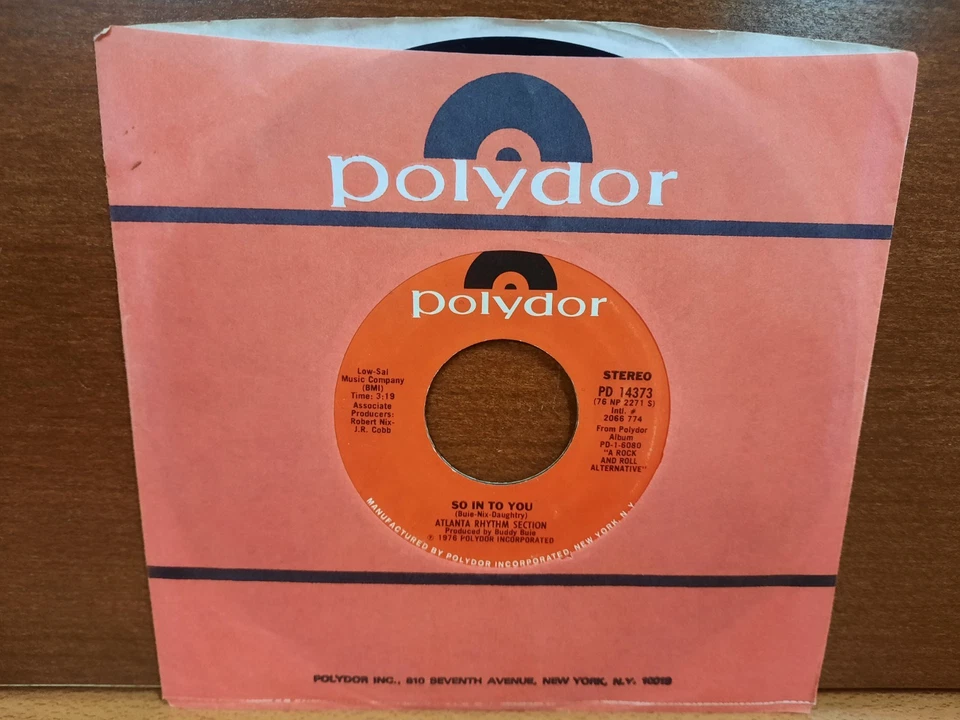 polydor
polydor
Low-Sal
Music Company
(BMI)
Time: 3:19
Associate
Producers:
Robert Nix-
J.R. Cobb
STEREO
PD 14373
(76 NP 2271 S)
Intl. #
2066 774
From Polydor
Album
PD-1-6080
"A ROCK
AND ROLL
ALTERNATIVE"
SO IN TO YOU
(Buie-Nix-Daughtry)
ATLANTA RHYTHM SECTION
Produced by Buddy Buie
℗ 1976 POLYDOR INCORPORATED
MANUFACTURED BY POLYDOR INCORPORATED, NEW YORK, N.Y.
POLYDOR INC., 810 SEVENTH AVENUE, NEW YORK, N.Y. 10019